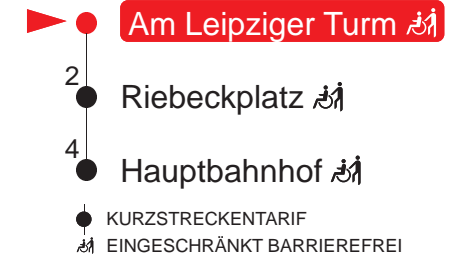 Am Leipziger Turm
2
Riebeckplatz
4
Hauptbahnhof
KURZSTRECKENTARIF
EINGESCHRÄNKT BARRIEREFREI